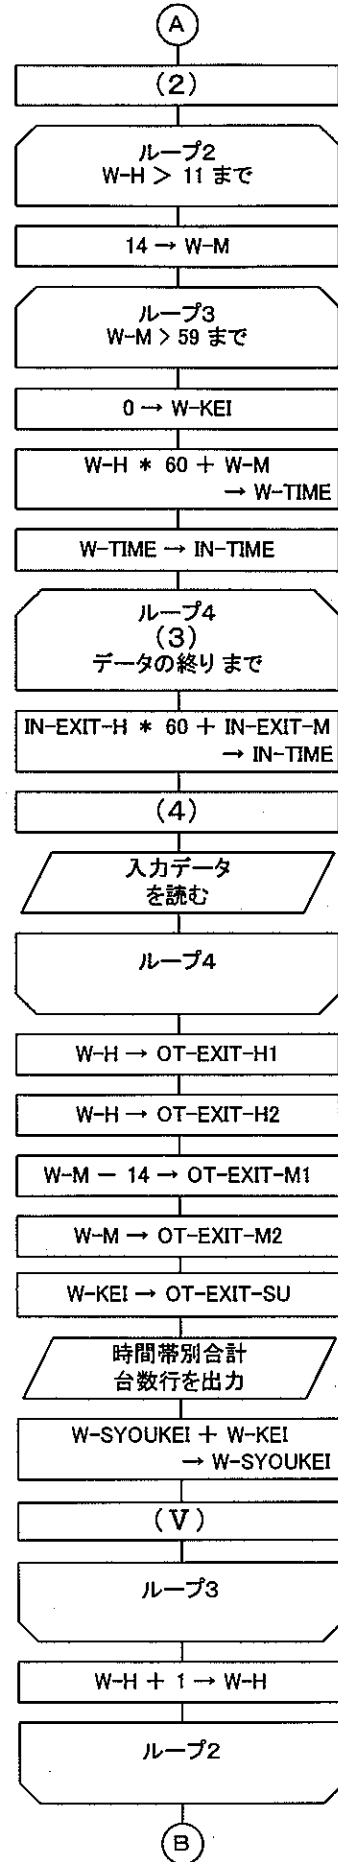 A
(2)
ループ2
W-H > 11 まで
14 → W-M
ループ3
W-M > 59 まで
0 → W-KEI
W-H * 60 + W-M
→ W-TIME
W-TIME → IN-TIME
ループ4
(3)
データの終り まで
IN-EXIT-H * 60 + IN-EXIT-M
→ IN-TIME
(4)
入力データ
を読む
ループ4
W-H → OT-EXIT-H1
W-H → OT-EXIT-H2
W-M − 14 → OT-EXIT-M1
W-M → OT-EXIT-M2
W-KEI → OT-EXIT-SU
時間帯別合計
台数行を出力
W-SYOUKEI + W-KEI
→ W-SYOUKEI
(V)
ループ3
W-H + 1 → W-H
ループ2
B